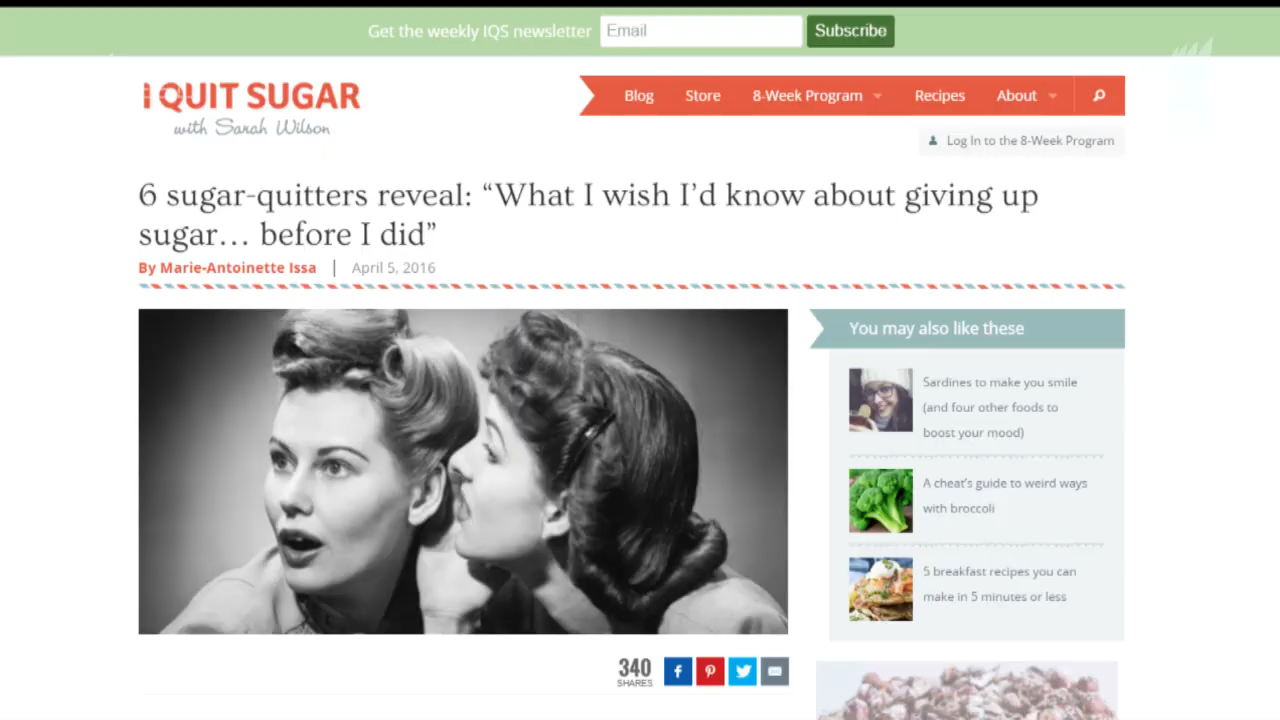 Get the weekly IQS newsletter Email Subscribe
I QUIT SUGAR
with Sarah Wilson
Blog Store 8-Week Program Recipes About
Log In to the 8-Week Program
6 sugar-quitters reveal: “What I wish I’d know about giving up
sugar… before I did”
By Marie-Antoinette Issa | April 5, 2016
You may also like these
Sardines to make you smile
(and four other foods to
boost your mood)
A cheat’s guide to weird ways
with broccoli
5 breakfast recipes you can
make in 5 minutes or less
340
SHARES